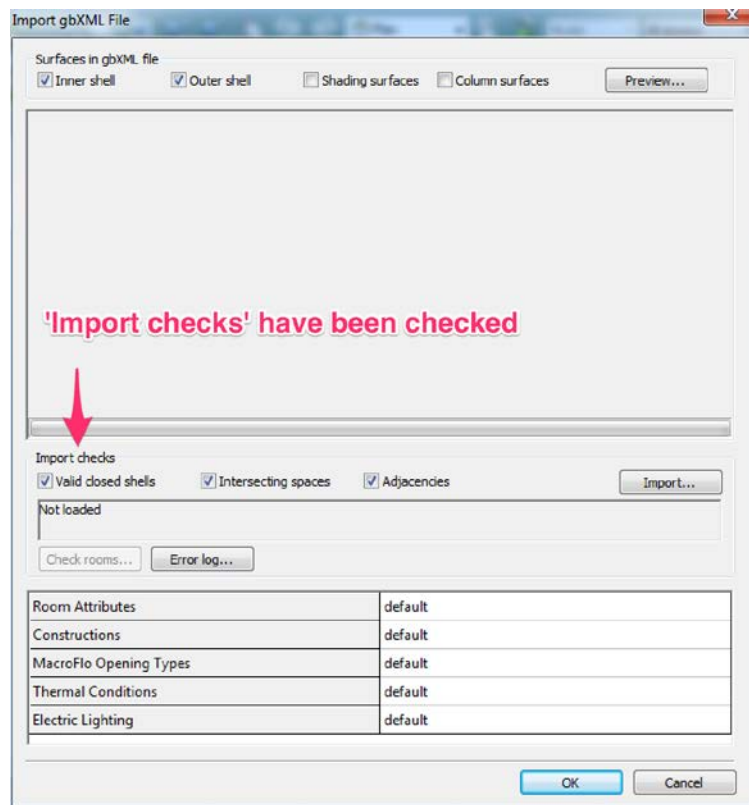 Import gbXML File
Surfaces in gbXML file
Inner shell Outer shell Shading surfaces Column surfaces Preview...
'Import checks' have been checked
Import checks
Valid closed shells Intersecting spaces Adjacencies Import...
Not loaded
Check rooms... Error log...
Room Attributes default
Constructions default
MacroFlo Opening Types default
Thermal Conditions default
Electric Lighting default
OK Cancel